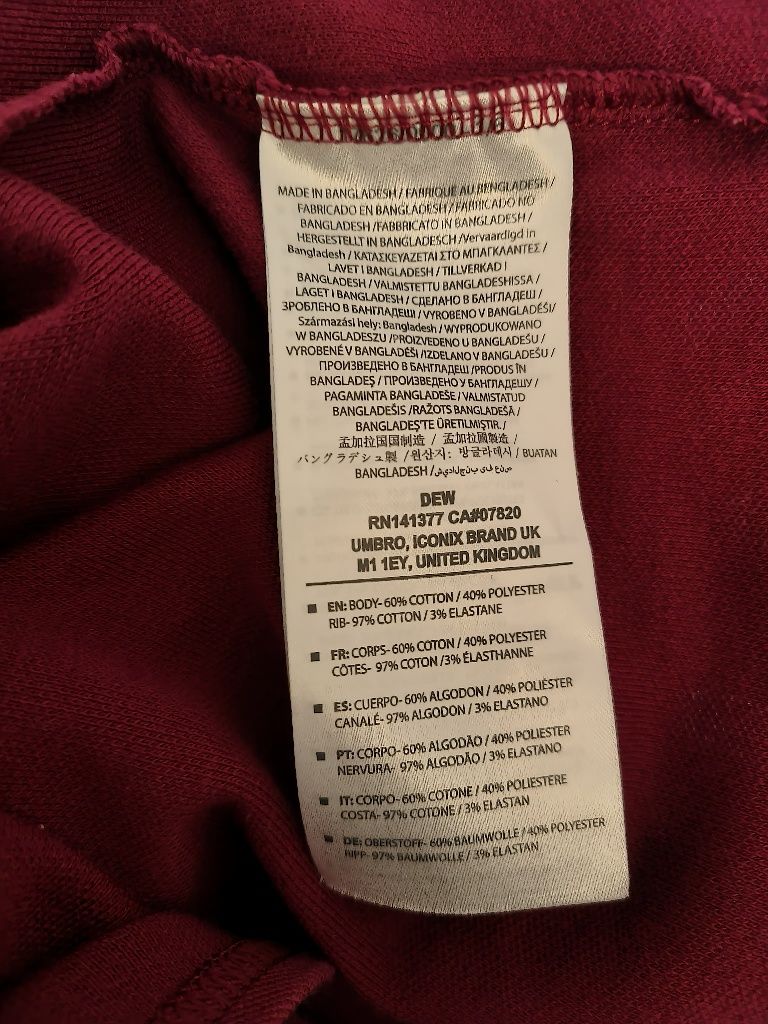 MADE IN BANGLADESH / FABRIQUE AU BENGLADESH /
FABRICADO EN BANGLADESH /FABRICADO NO
BANGLADESH /FABBRICATO IN BANGLADESH /
HERGESTELLT IN BANGLADESCH /Vervaardigd in
Bangladesh / ΚΑΤΑΣΚΕΥΑΖΕΤΑΙ ΣΤΟ ΜΠΑΓΚΛΑΝΤΕΣ /
LAVET I BANGLADESH / TILLVERKAD I
BANGLADESH / VALMISTETTU BANGLADESHISSA /
LAGET I BANGLADESH / СДЕЛАНО В БАНГЛАДЕШ /
ЗРОБЛЕНО В БАНГЛАДЕШІ / VYROBENO V BANGLADÉŠI/
Származási hely: Bangladesh / WYPRODUKOWANO
W BANGLADESZU /PROIZVEDENO U BANGLADEŠU /
VYROBENÉ V BANGLADÉŠI /IZDELANO V BANGLADEŠU /
ПРОИЗВЕДЕНО В БАНГЛАДЕШ /PRODUS ÎN
BANGLADEŞ / ПРОИЗВЕДЕНО У БАНГЛАДЕШУ /
PAGAMINTA BANGLADEŠE / VALMISTATUD
BANGLADEŠIS /RAŽOTS BANGLADEŠĀ /
BANGLADEŞ'TE ÜRETILMIŞTIR. /
孟加拉国国制造 / 孟加拉國製造 /
バングラデシュ製 /원산지: 방글라데시 / BUATAN
BANGLADESH /صنع فى بنجلاديش
DEW
RN141377 CA#07820
UMBRO, ICONIX BRAND UK
M1 1EY, UNITED KINGDOM
EN: BODY- 60% COTTON / 40% POLYESTER
RIB- 97% COTTON / 3% ELASTANE
FR: CORPS- 60% COTON / 40% POLYESTER
CÔTES- 97% COTON /3% ÉLASTHANNE
ES: CUERPO- 60% ALGODON / 40% POLIÉSTER
CANALÉ- 97% ALGODON / 3% ELASTANO
PT: CORPO- 60% ALGODÃO / 40% POLIESTER
NERVURA- 97% ALGODÃO / 3% ELASTANO
IT: CORPO- 60% COTONE / 40% POLIESTERE
COSTA- 97% COTONE / 3% ELASTAN
DE: OBERSTOFF- 60% BAUMWOLLE / 40% POLYESTER
RIPP- 97% BAUMWOLLE / 3% ELASTAN